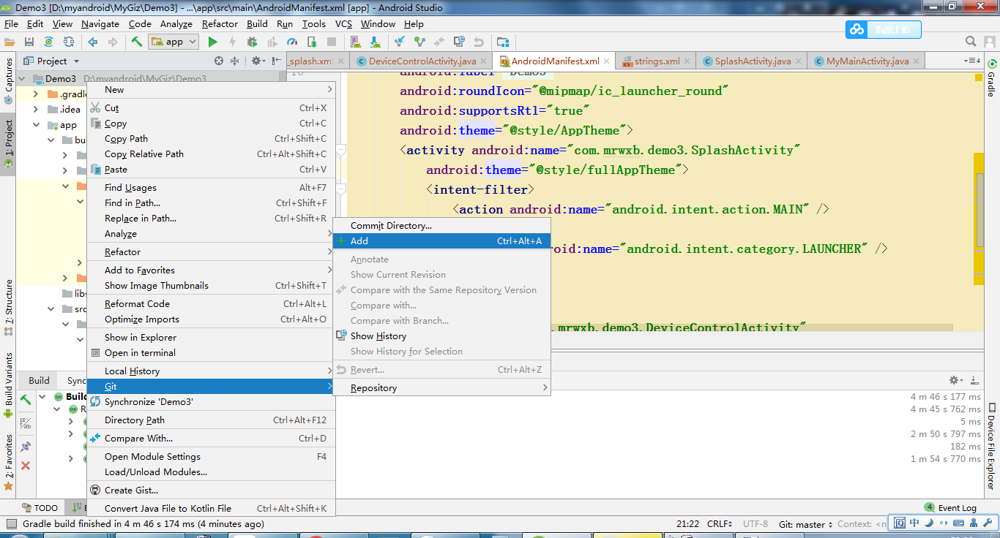 Demo3 [D:\myandroid\MyGiz\Demo3] - ...\app\src\main\AndroidManifest.xml [app] - Android Studio
File Edit View Navigate Code Analyze Refactor Build Run Tools VCS Window Help
app
Project
_splash.xml
DeviceControlActivity.java
AndroidManifest.xml
strings.xml
SplashActivity.java
MyMainActivity.java
4
Captures
1: Project
7: Structure
Build Variants
2: Favorites
Gradle
Device File Explorer
Demo3 D:\myandroid\MyGiz\Demo3
.gradle
.idea
app
libs
src
16
android:label="Demo3"
android:roundIcon="@mipmap/ic_launcher_round"
android:supportsRtl="true"
android:theme="@style/AppTheme">
<activity android:name="com.mrwxb.demo3.SplashActivity"
android:theme="@style/fullAppTheme">
<intent-filter>
<action android:name="android.intent.action.MAIN" />
oid:name="android.intent.category.LAUNCHER" />
.mrwxb.demo3.DeviceControlActivity"
New
Cut Ctrl+X
Copy Ctrl+C
Copy Path Ctrl+Shift+C
Copy Relative Path Ctrl+Alt+Shift+C
Paste Ctrl+V
Find Usages Alt+F7
Find in Path... Ctrl+Shift+F
Replace in Path... Ctrl+Shift+R
Analyze
Refactor
Add to Favorites
Show Image Thumbnails Ctrl+Shift+T
Reformat Code Ctrl+Alt+L
Optimize Imports Ctrl+Alt+O
Show in Explorer
Open in terminal
Local History
Git
Synchronize 'Demo3'
Directory Path Ctrl+Alt+F12
Compare With... Ctrl+D
Open Module Settings F4
Load/Unload Modules...
Create Gist...
Convert Java File to Kotlin File Ctrl+Alt+Shift+K
Commit Directory...
Add Ctrl+Alt+A
Annotate
Show Current Revision
Compare with the Same Repository Version
Compare with...
Compare with Branch...
Show History
Show History for Selection
Revert... Ctrl+Alt+Z
Repository
Build Sync
Build
4 m 46 s 177 ms
4 m 45 s 762 ms
5 ms
2 m 50 s 797 ms
182 ms
1 m 54 s 770 ms
TODO
4 Event Log
Gradle build finished in 4 m 46 s 174 ms (4 minutes ago)
21:22 CRLF UTF-8 Git: master Context: <n
中